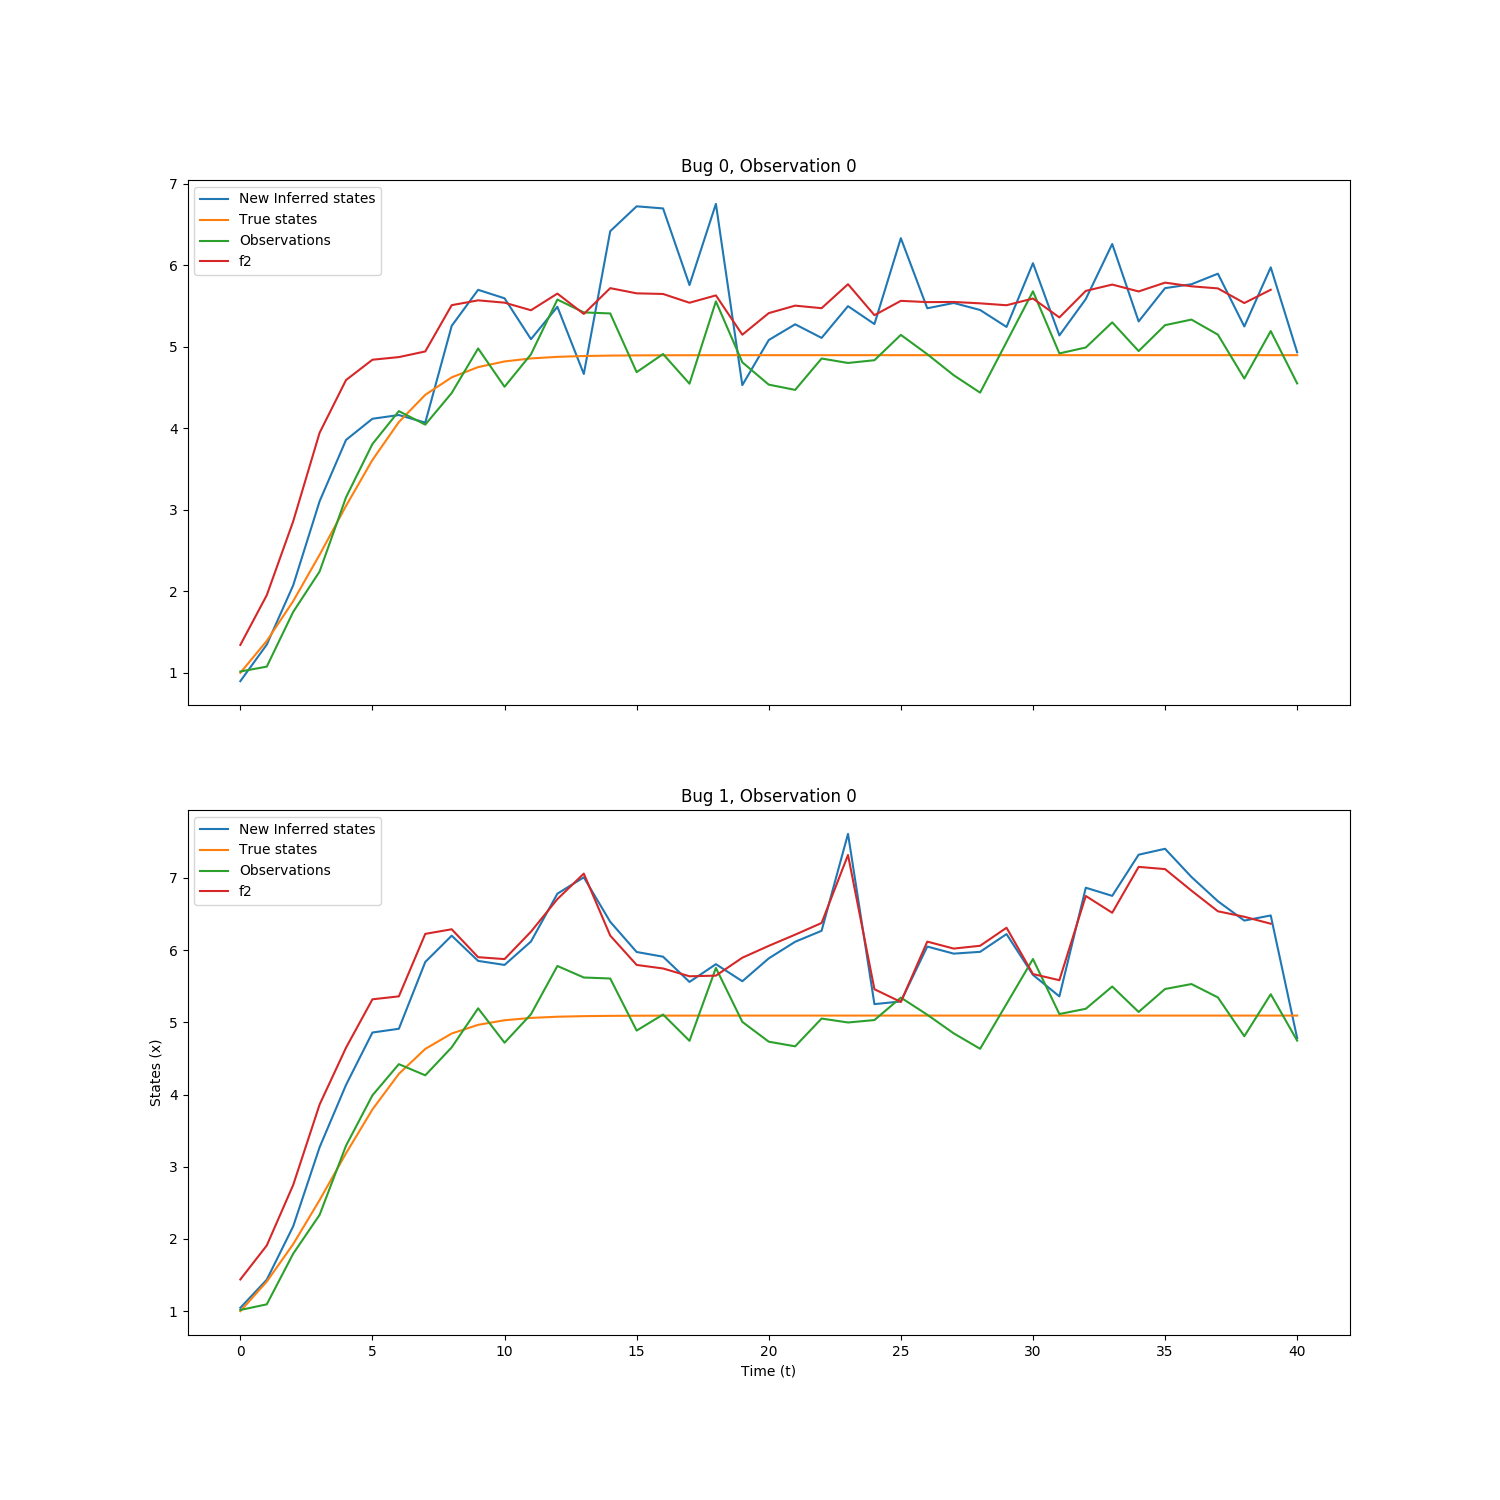 Bug 0, Observation 0
7
6
5
4
3
2
1
New Inferred states
True states
Observations
f2
Bug 1, Observation 0
States (x)
7
6
5
4
3
2
1
New Inferred states
True states
Observations
f2
0 5 10 15 20 25 30 35 40
Time (t)